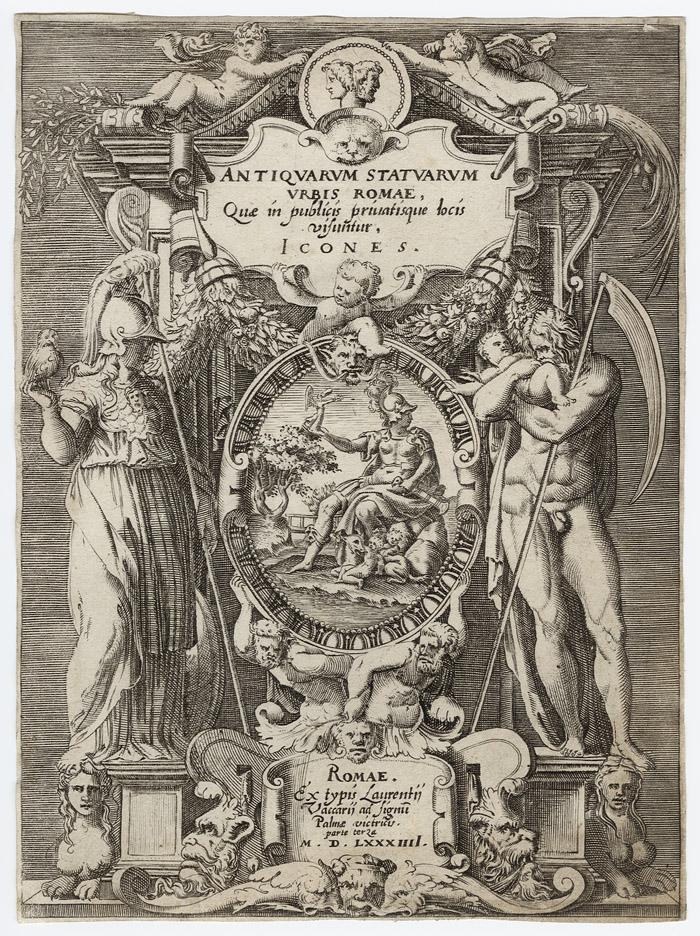 ANTIQVARVM STATVARVM
VRBIS ROMAE,
Quæ in publicis priuatisque locis
visuntur,
ICONES.
ROMAE.
Ex typis Laurentij
Vaccarij ad signū
Palmæ victricis.
parte terza
M. D. LXXXIIII.